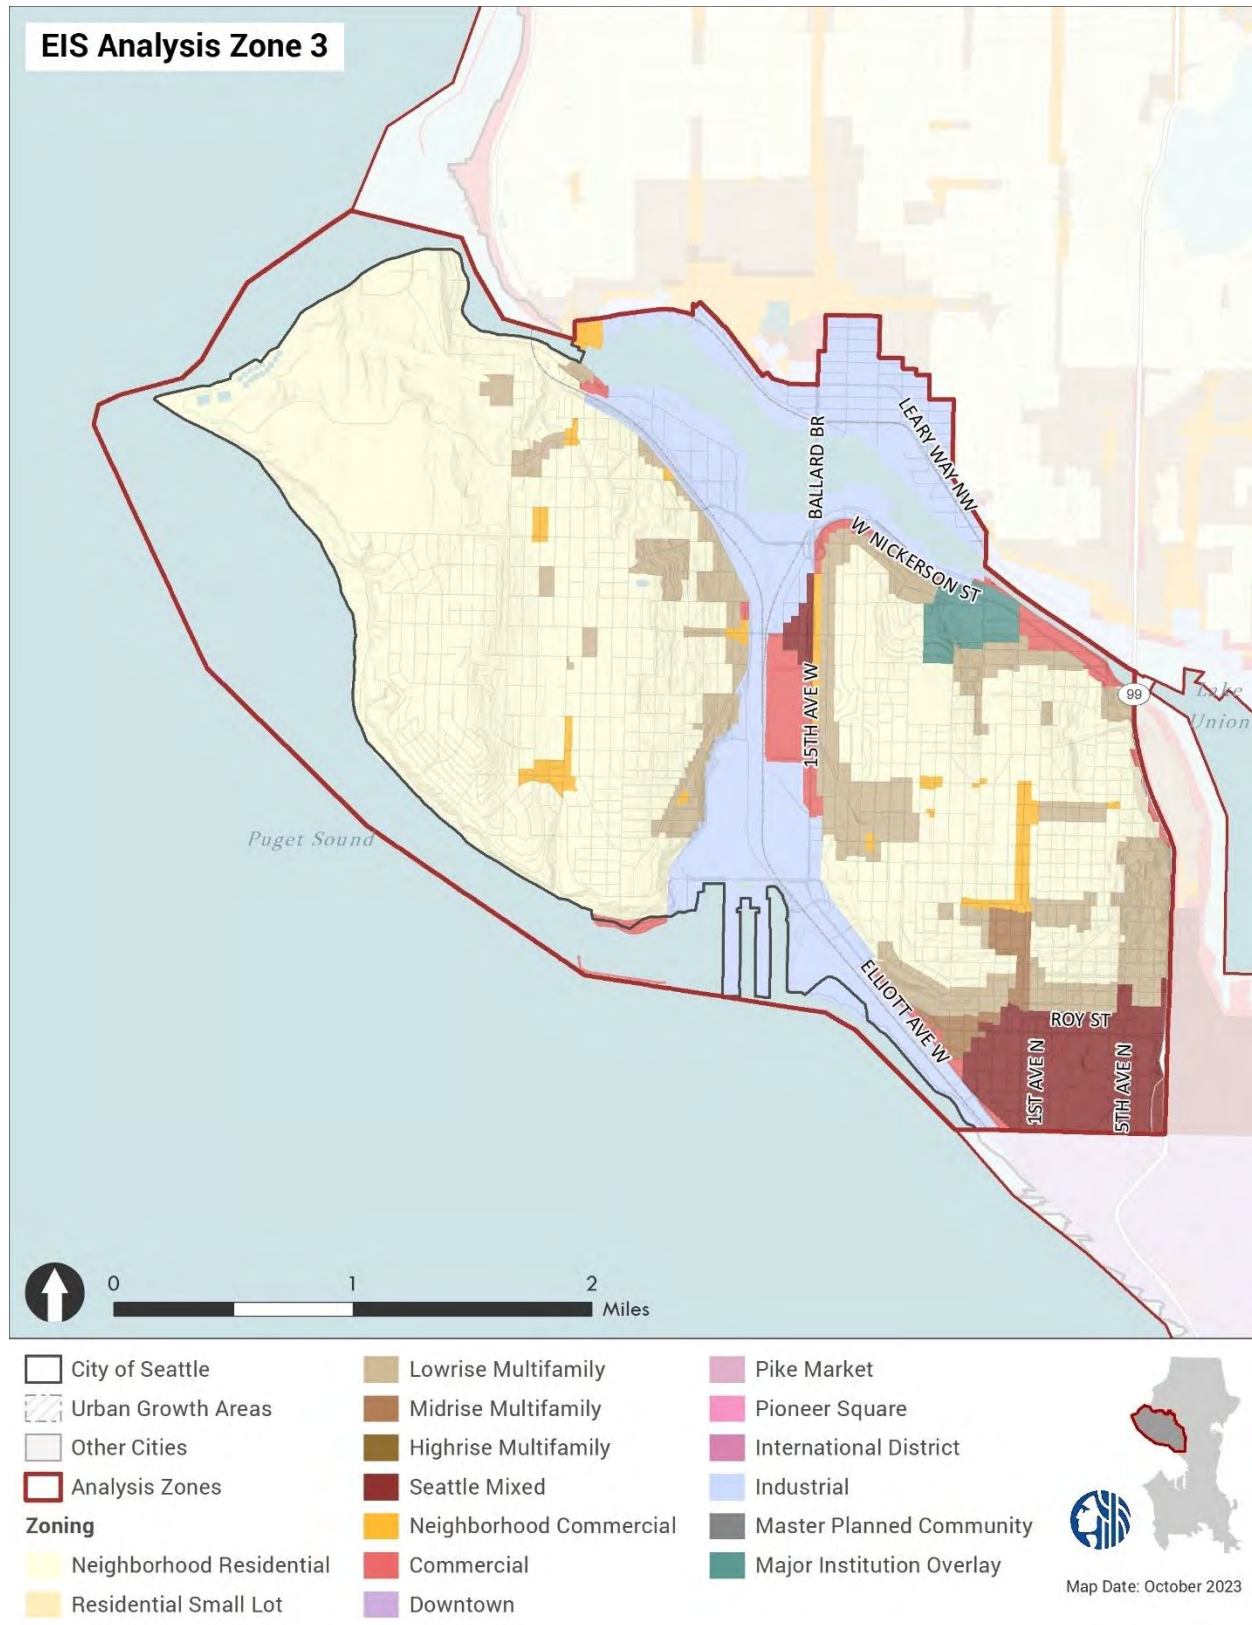 EIS Analysis Zone 3
BALLARD BR
LEARY WAY NW
W NICKERSON ST
99
Lake
Union
15TH AVE W
Puget Sound
ELLIOTT AVE W
ROY ST
1ST AVE N
5TH AVE N
0 1 2
Miles
City of Seattle
Urban Growth Areas
Other Cities
Analysis Zones
Zoning
Neighborhood Residential
Residential Small Lot
Lowrise Multifamily
Midrise Multifamily
Highrise Multifamily
Seattle Mixed
Neighborhood Commercial
Commercial
Downtown
Pike Market
Pioneer Square
International District
Industrial
Master Planned Community
Major Institution Overlay
Map Date: October 2023